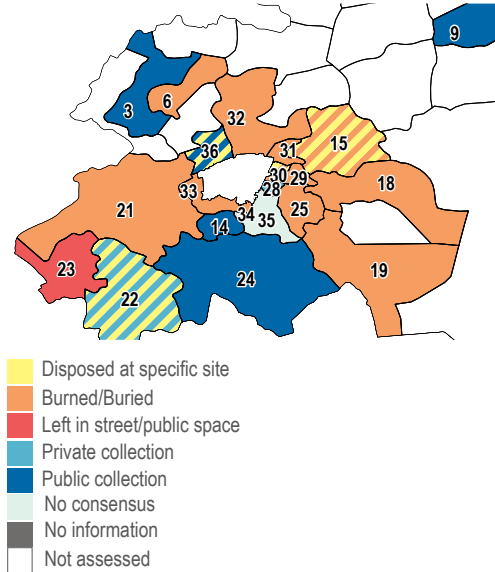 9
3
6
32
36
31
15
30
29
28
18
33
21
34
25
14
35
23
24
19
22
Disposed at specific site
Burned/Buried
Left in street/public space
Private collection
Public collection
No consensus
No information
Not assessed